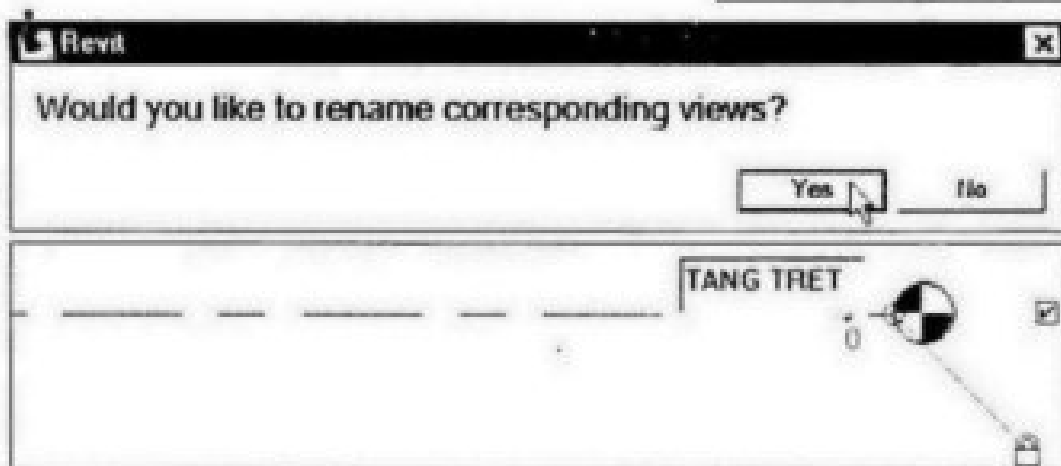 Revit
Would you like to rename corresponding views?
Yes No
TANG TRET
0